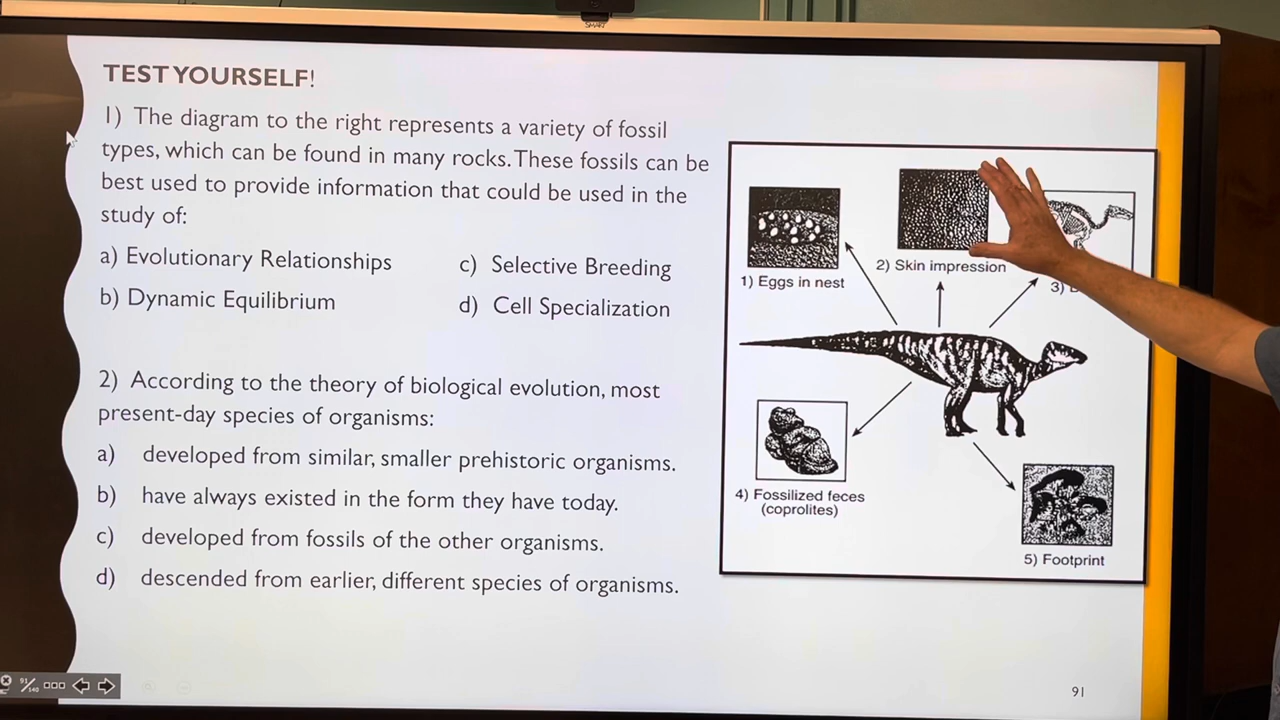 SMART
TEST YOURSELF!
1) The diagram to the right represents a variety of fossil
types, which can be found in many rocks. These fossils can be
best used to provide information that could be used in the
study of:
a) Evolutionary Relationships
b) Dynamic Equilibrium
c) Selective Breeding
d) Cell Specialization
2) According to the theory of biological evolution, most
present-day species of organisms:
a) developed from similar, smaller prehistoric organisms.
b) have always existed in the form they have today.
c) developed from fossils of the other organisms.
d) descended from earlier, different species of organisms.
1) Eggs in nest
2) Skin impression
3)
4) Fossilized feces
(coprolites)
5) Footprint
91
91/140